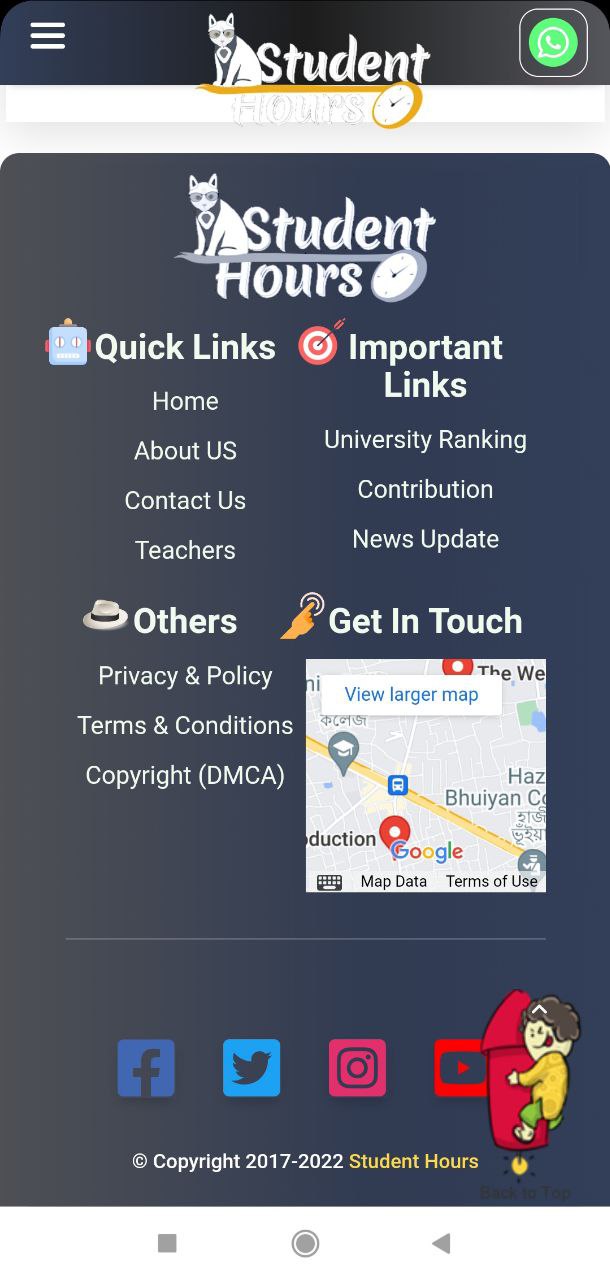 Student
Hours
Student
Hours
Quick Links
Home
About US
Contact Us
Teachers
Important
Links
University Ranking
Contribution
News Update
Others
Privacy & Policy
Terms & Conditions
Copyright (DMCA)
Get In Touch
The We
View larger map
কলেজ
Haz
Bhuiyan Co
হাজী
ভূঁইয়া
oduction
Google
Map Data
Terms of Use
© Copyright 2017-2022 Student Hours
Back to Top